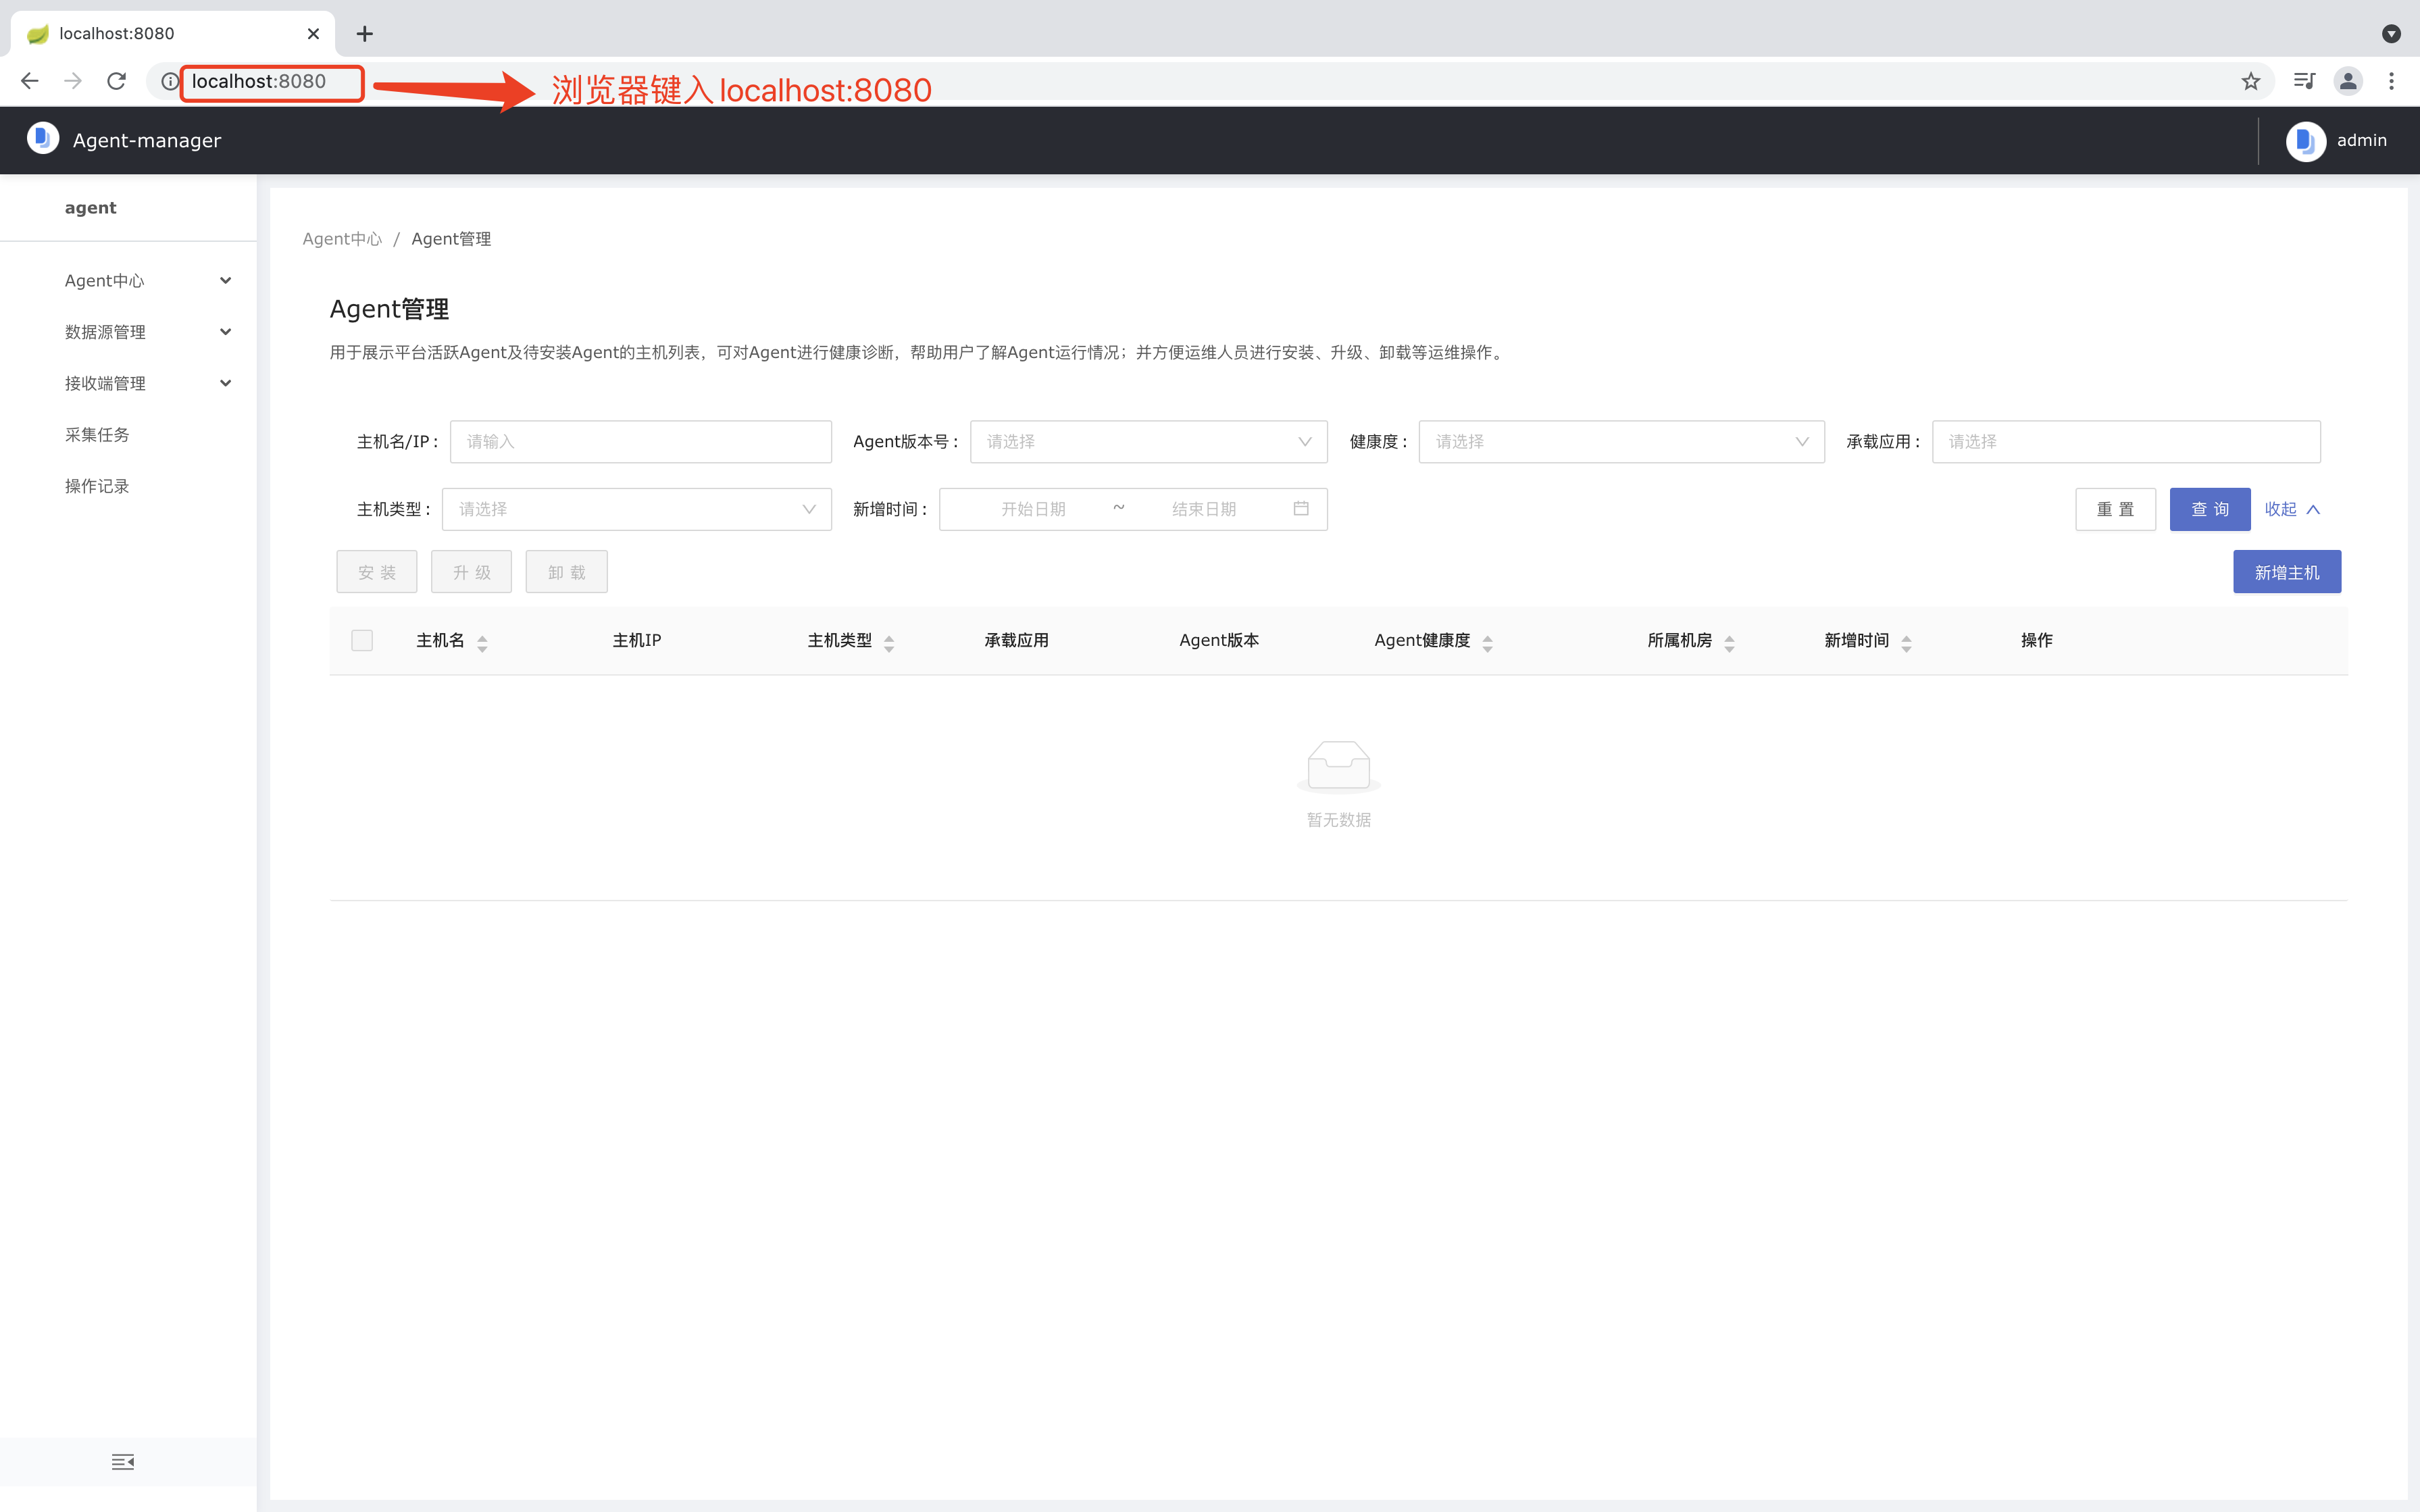 localhost:8080
localhost:8080
浏览器键入localhost:8080
Agent-manager
admin
agent
Agent中心
数据源管理
接收端管理
采集任务
操作记录
Agent中心 / Agent管理
Agent管理
用于展示平台活跃Agent及待安装Agent的主机列表，可对Agent进行健康诊断，帮助用户了解Agent运行情况；并方便运维人员进行安装、升级、卸载等运维操作。
主机名/IP : 请输入 Agent版本号 : 请选择 健康度 : 请选择 承载应用 : 请选择
主机类型 : 请选择 新增时间 : 开始日期 ~ 结束日期 重 置 查 询 收起
安 装 升 级 卸 载 新增主机
主机名 主机IP 主机类型 承载应用 Agent版本 Agent健康度 所属机房 新增时间 操作
暂无数据